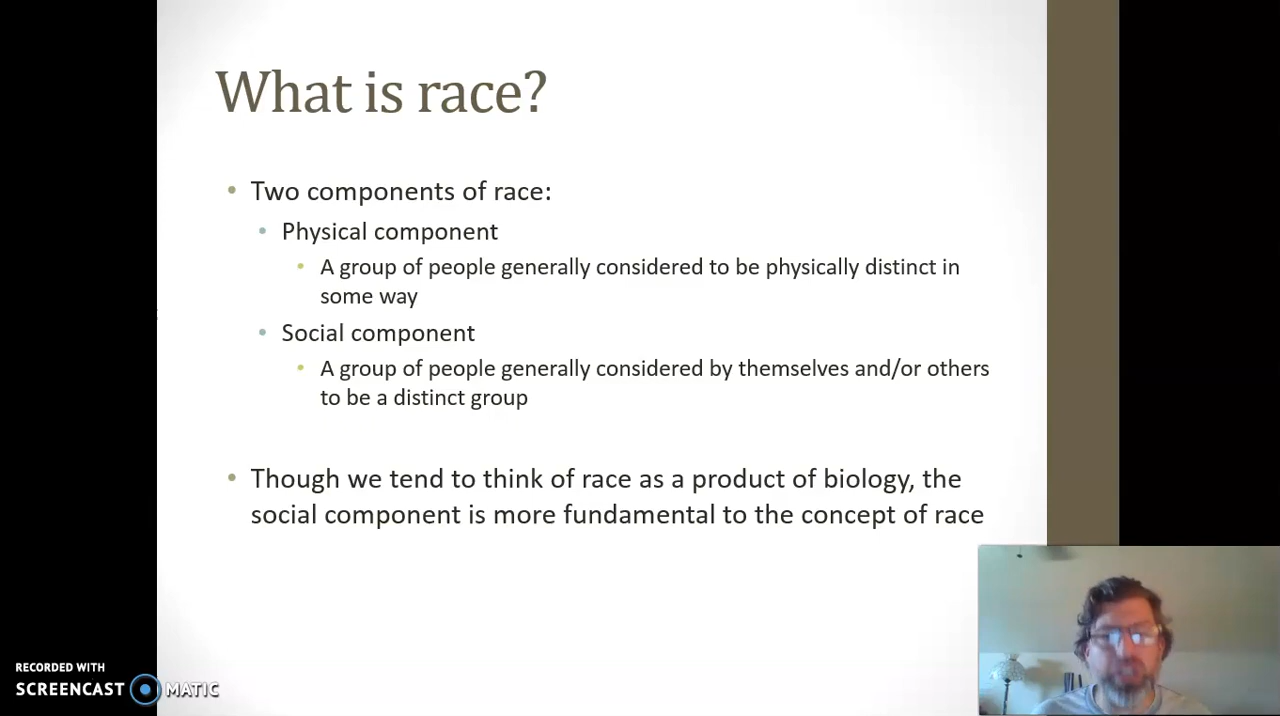 What is race?
• Two components of race:
• Physical component
• A group of people generally considered to be physically distinct in
some way
• Social component
• A group of people generally considered by themselves and/or others
to be a distinct group
• Though we tend to think of race as a product of biology, the
social component is more fundamental to the concept of race
RECORDED WITH
SCREENCAST MATIC